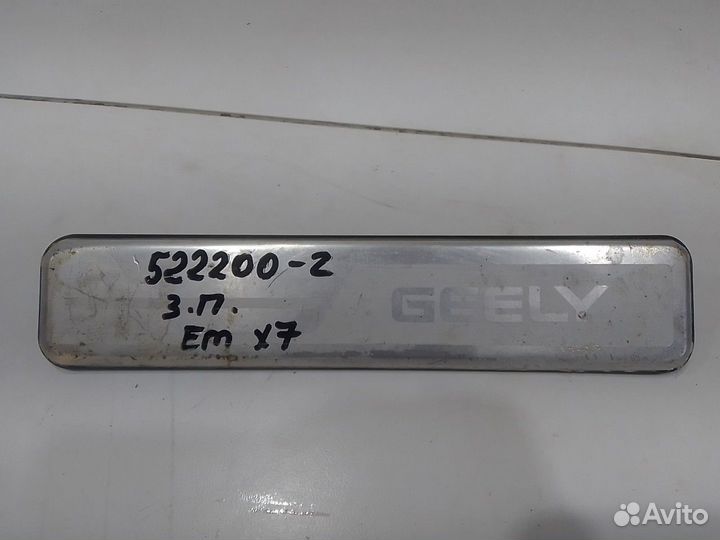 522200-2
GEELY
з.п.
Em x7
Avito